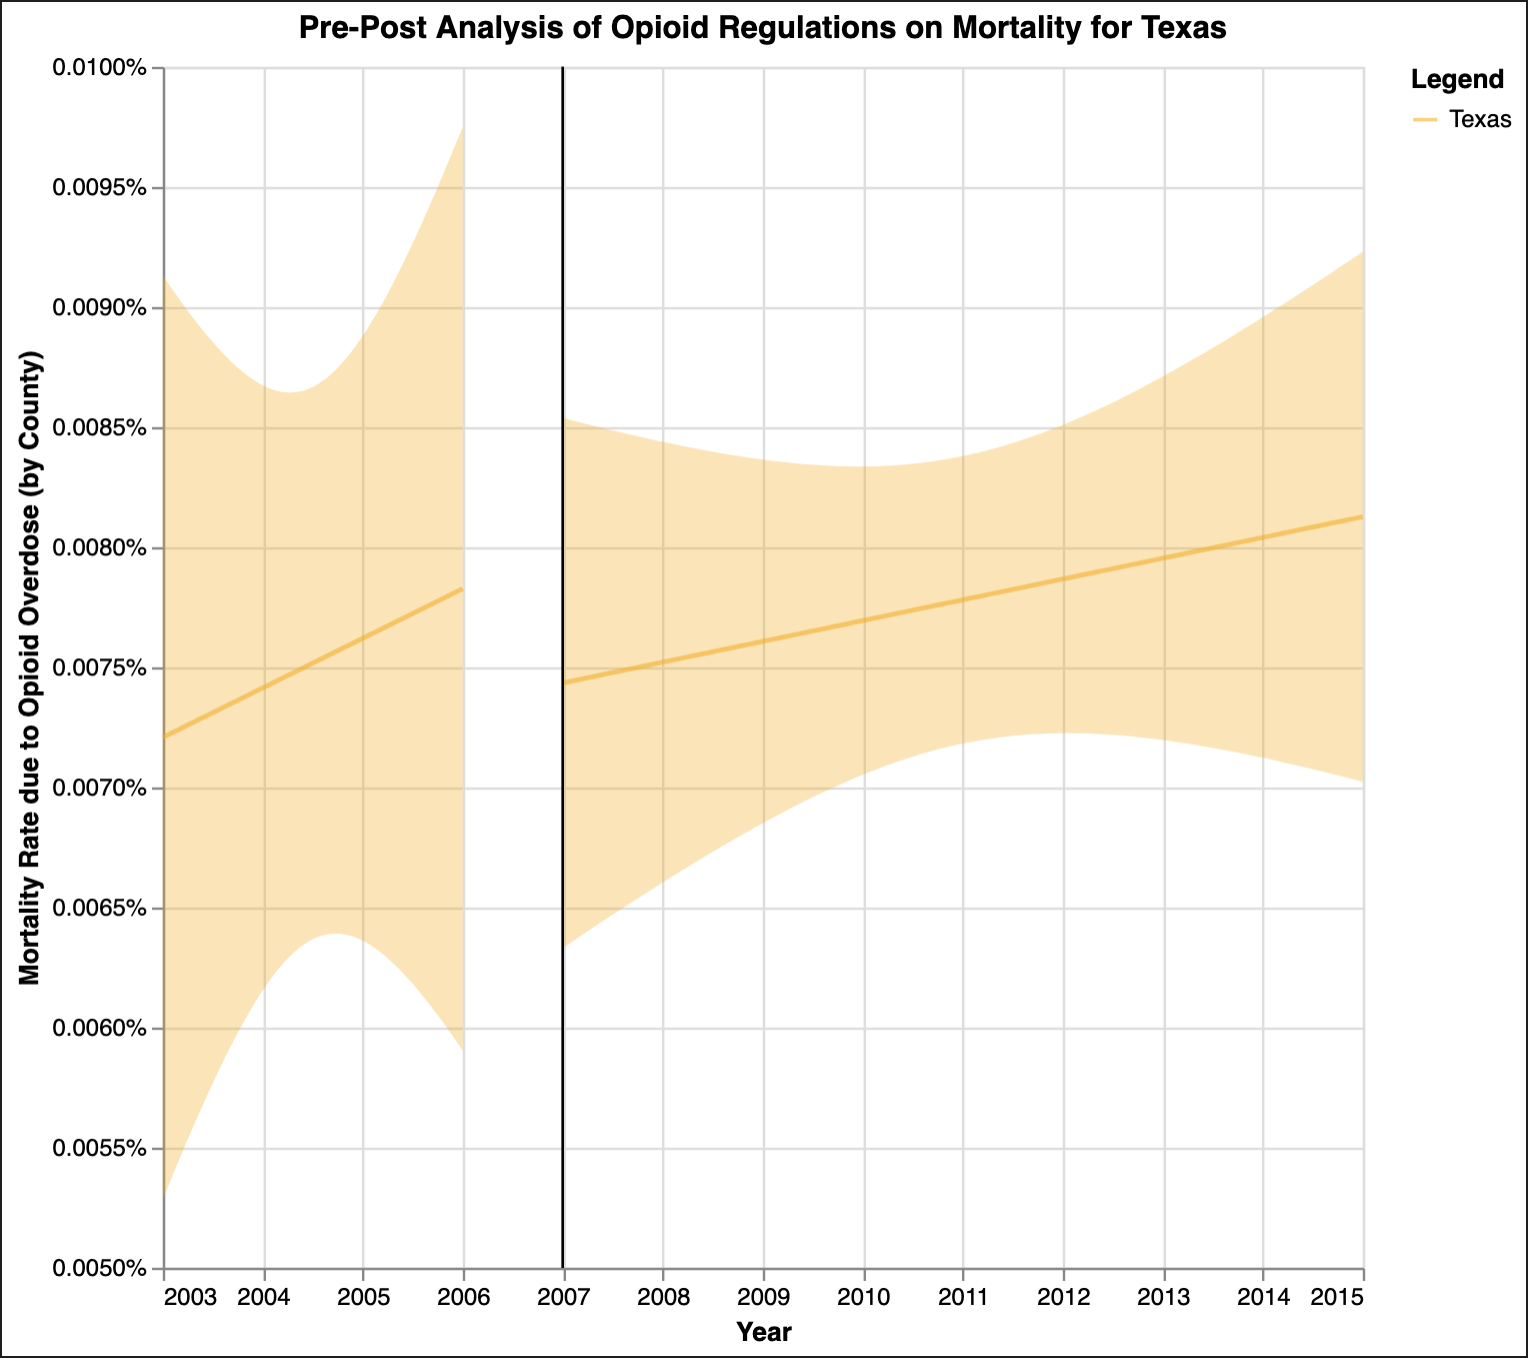 Pre-Post Analysis of Opioid Regulations on Mortality for Texas
Legend
Texas
Mortality Rate due to Opioid Overdose (by County)
0.0100%
0.0095%
0.0090%
0.0085%
0.0080%
0.0075%
0.0070%
0.0065%
0.0060%
0.0055%
0.0050%
2003 2004 2005 2006 2007 2008 2009 2010 2011 2012 2013 2014 2015
Year